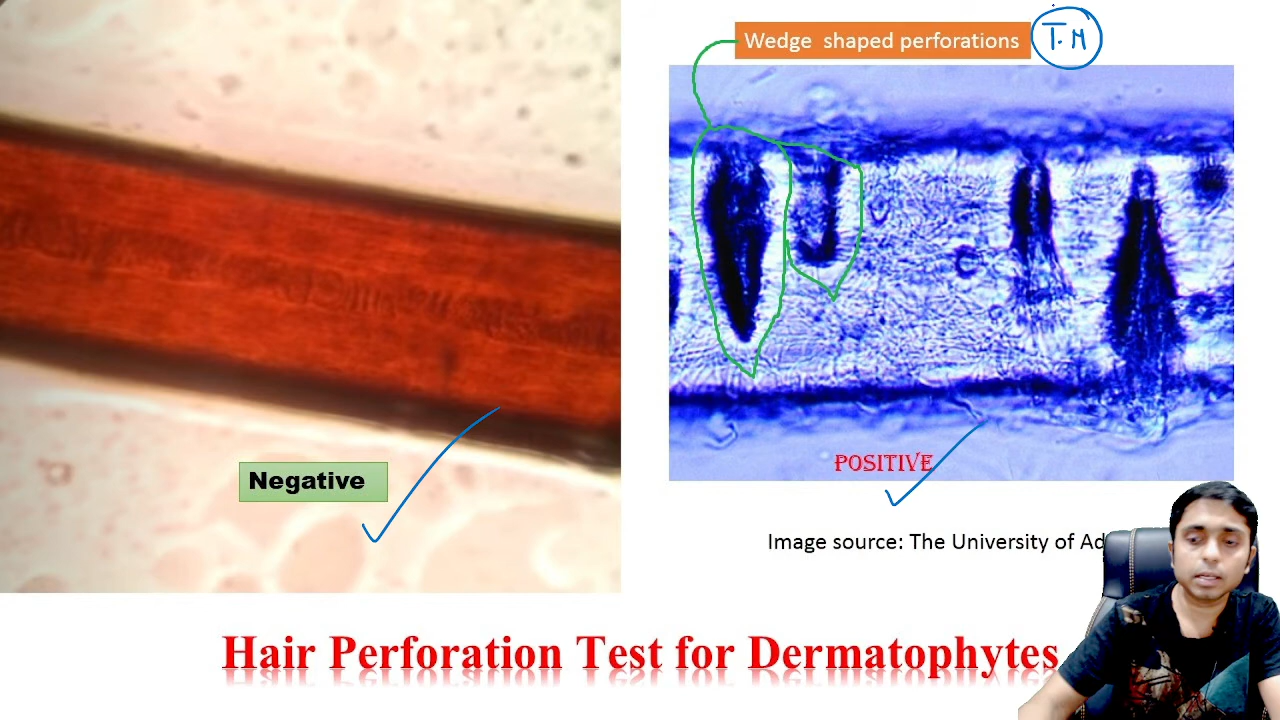 Wedge shaped perforations
T.M
Negative
POSITIVE
Image source: The University of Ad
Hair Perforation Test for Dermatophytes